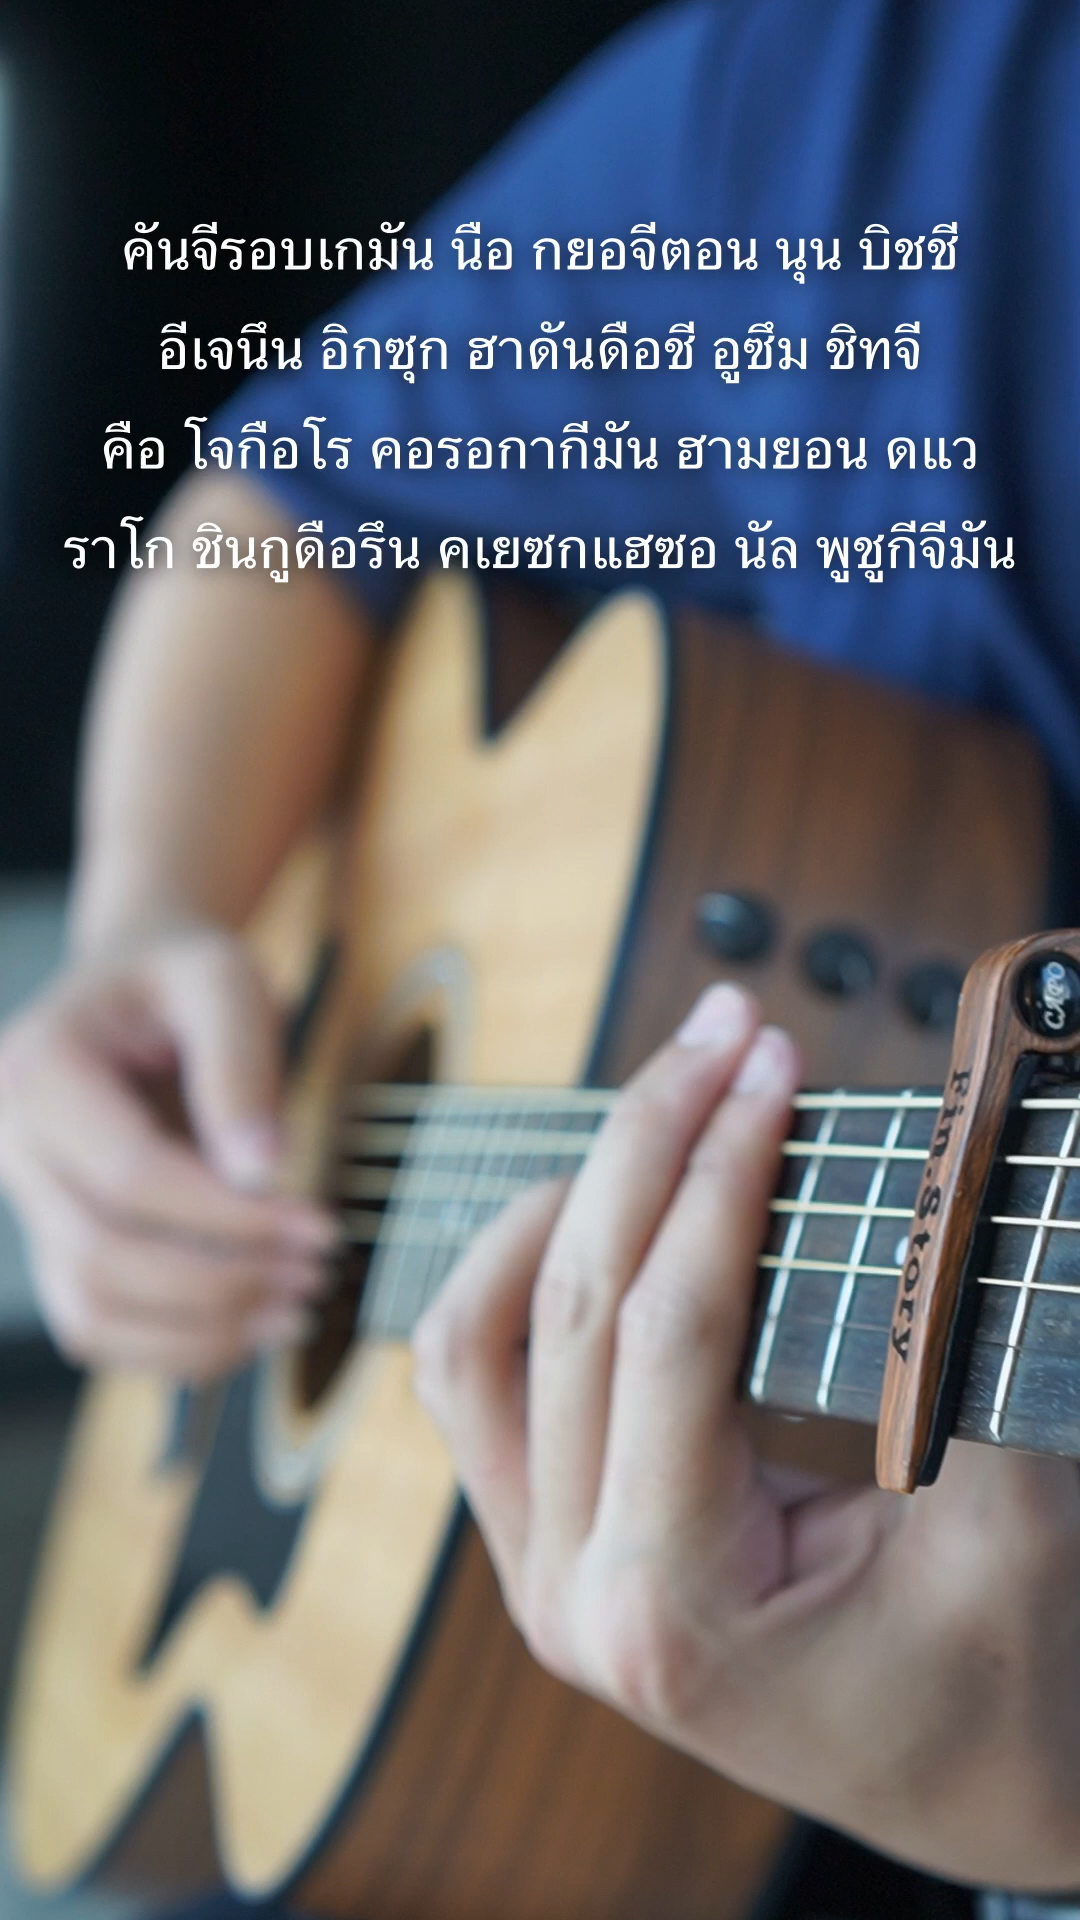 คันจีรอบเกมัน นือ กยอจีตอน นุน บิชชี
อีเจนึน อิกซุก ฮาดันดือชี อูซึม ชิทจี
คือ โจกือโร คอรอกากีมัน ฮามยอน ดแว
ราโก ชินกูดือรึน คเยซกแฮซอ นัล พูชูกีจีมัน
CAPO
Fin.Story